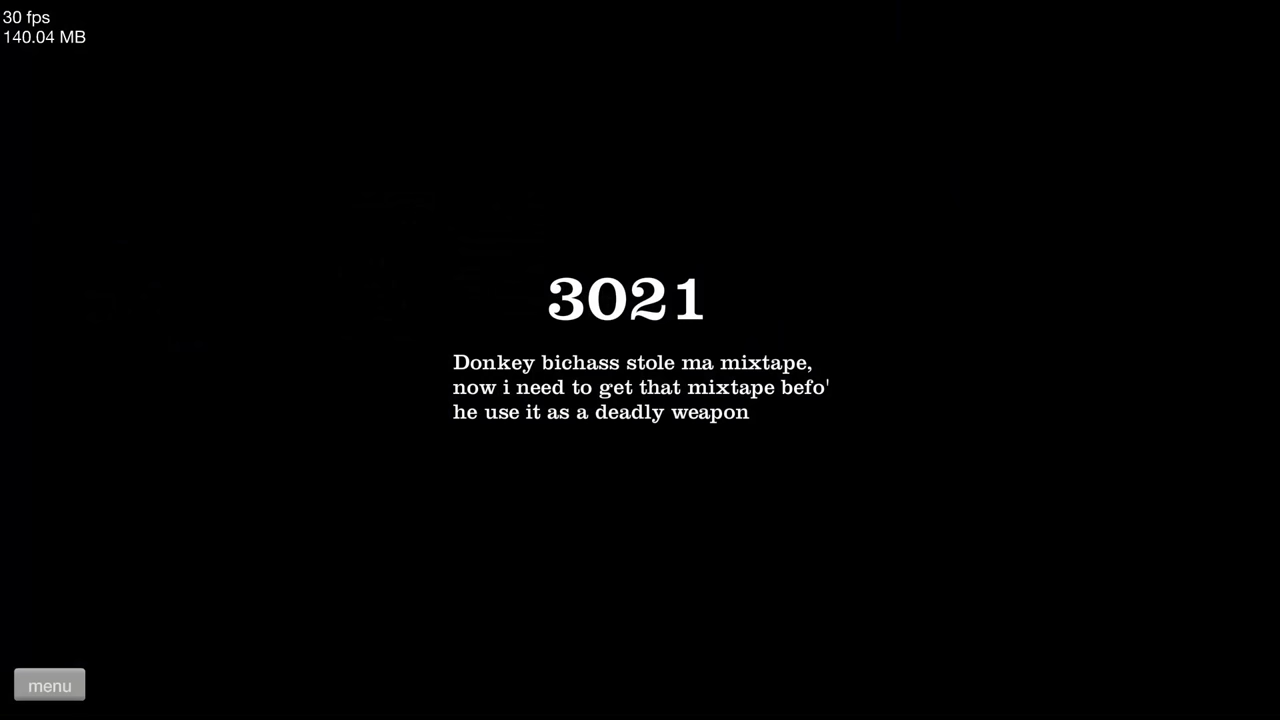 30 fps
140.04 MB
3021
Donkey bichass stole ma mixtape,
now i need to get that mixtape befo'
he use it as a deadly weapon
menu